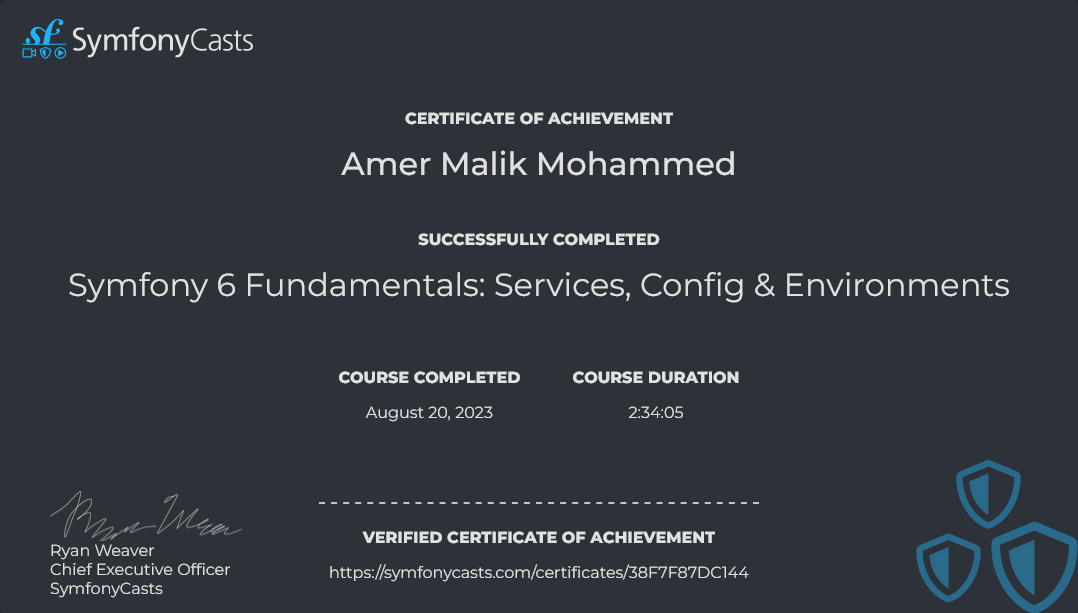 sf SymfonyCasts
CERTIFICATE OF ACHIEVEMENT
Amer Malik Mohammed
SUCCESSFULLY COMPLETED
Symfony 6 Fundamentals: Services, Config & Environments
COURSE COMPLETED
August 20, 2023
COURSE DURATION
2:34:05
Ryan Weaver
Ryan Weaver
Chief Executive Officer
SymfonyCasts
VERIFIED CERTIFICATE OF ACHIEVEMENT
https://symfonycasts.com/certificates/38F7F87DC144